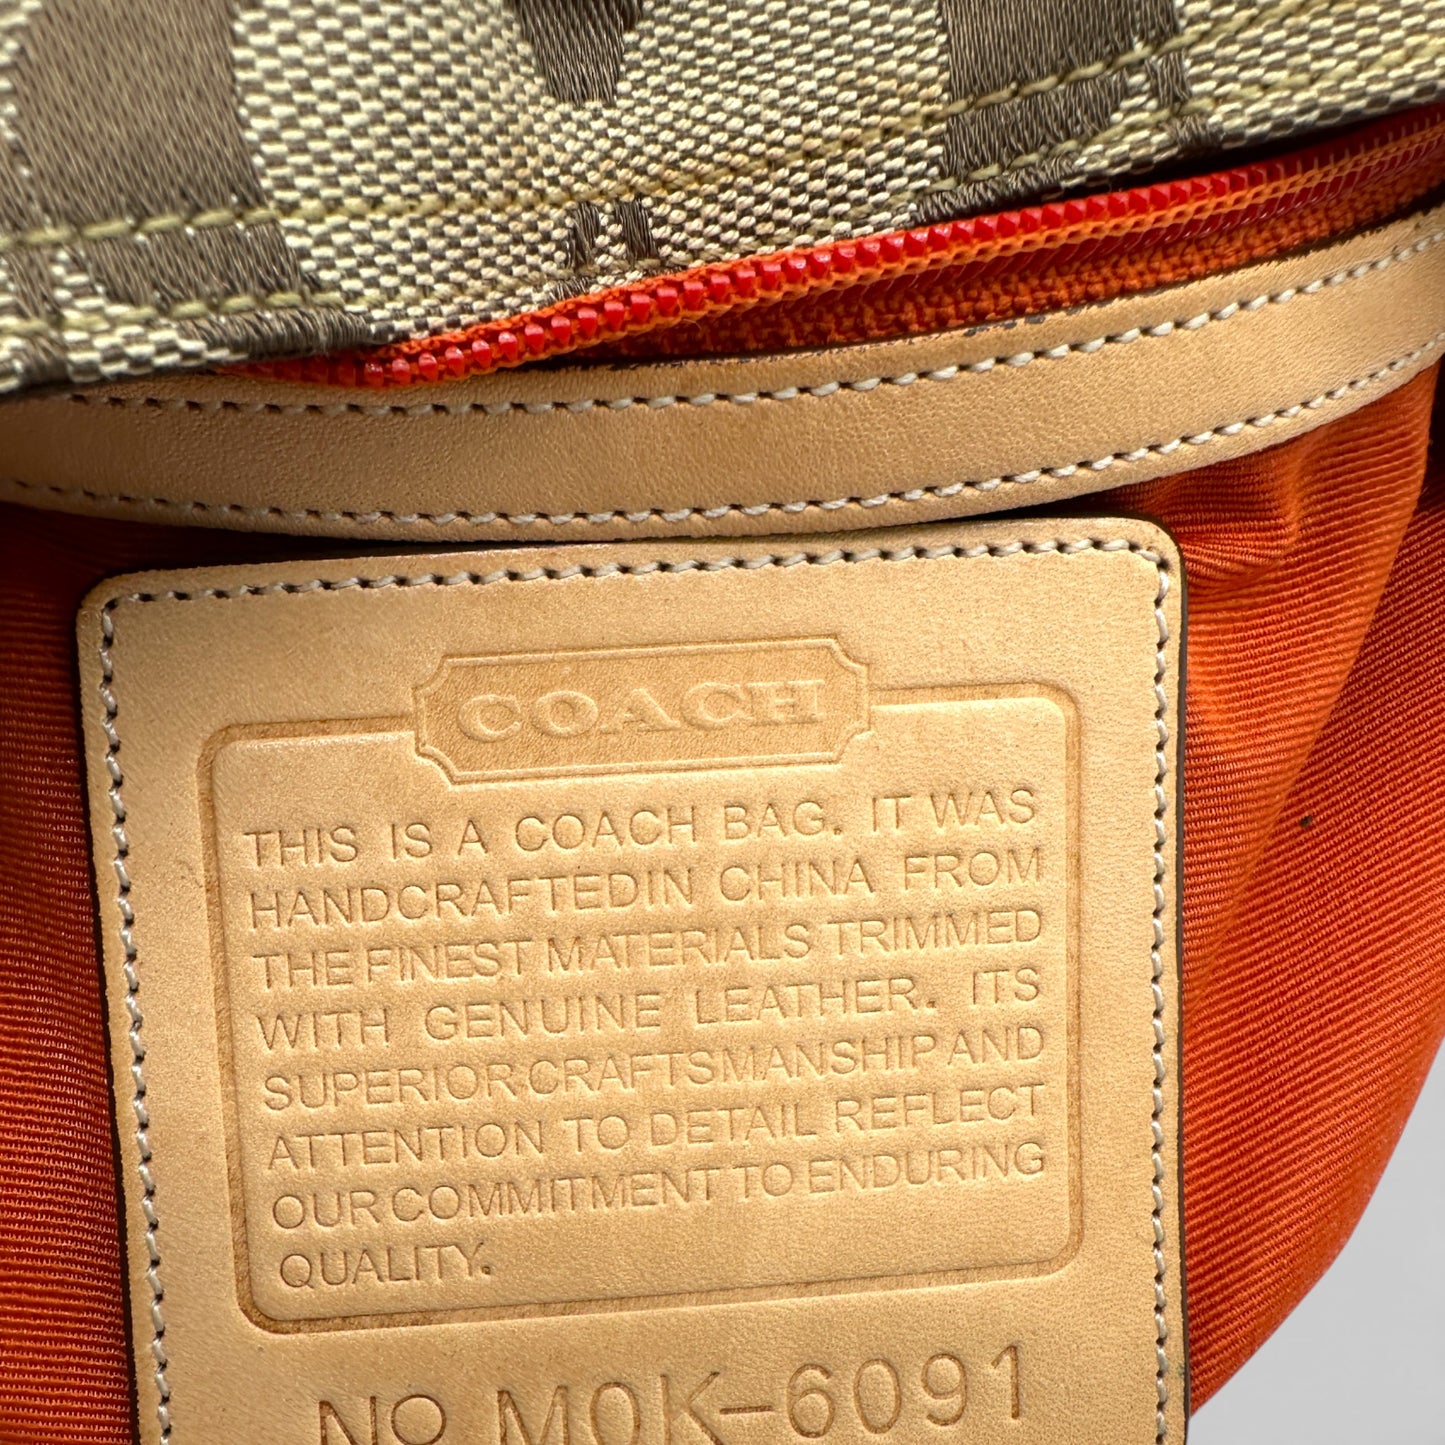 COACH
THIS IS A COACH BAG. IT WAS
HANDCRAFTEDIN CHINA FROM
THE FINEST MATERIALS TRIMMED
WITH GENUINE LEATHER. ITS
SUPERIOR CRAFTSMANSHIP AND
ATTENTION TO DETAIL REFLECT
OUR COMMITMENT TO ENDURING
QUALITY.
No M0K-6091